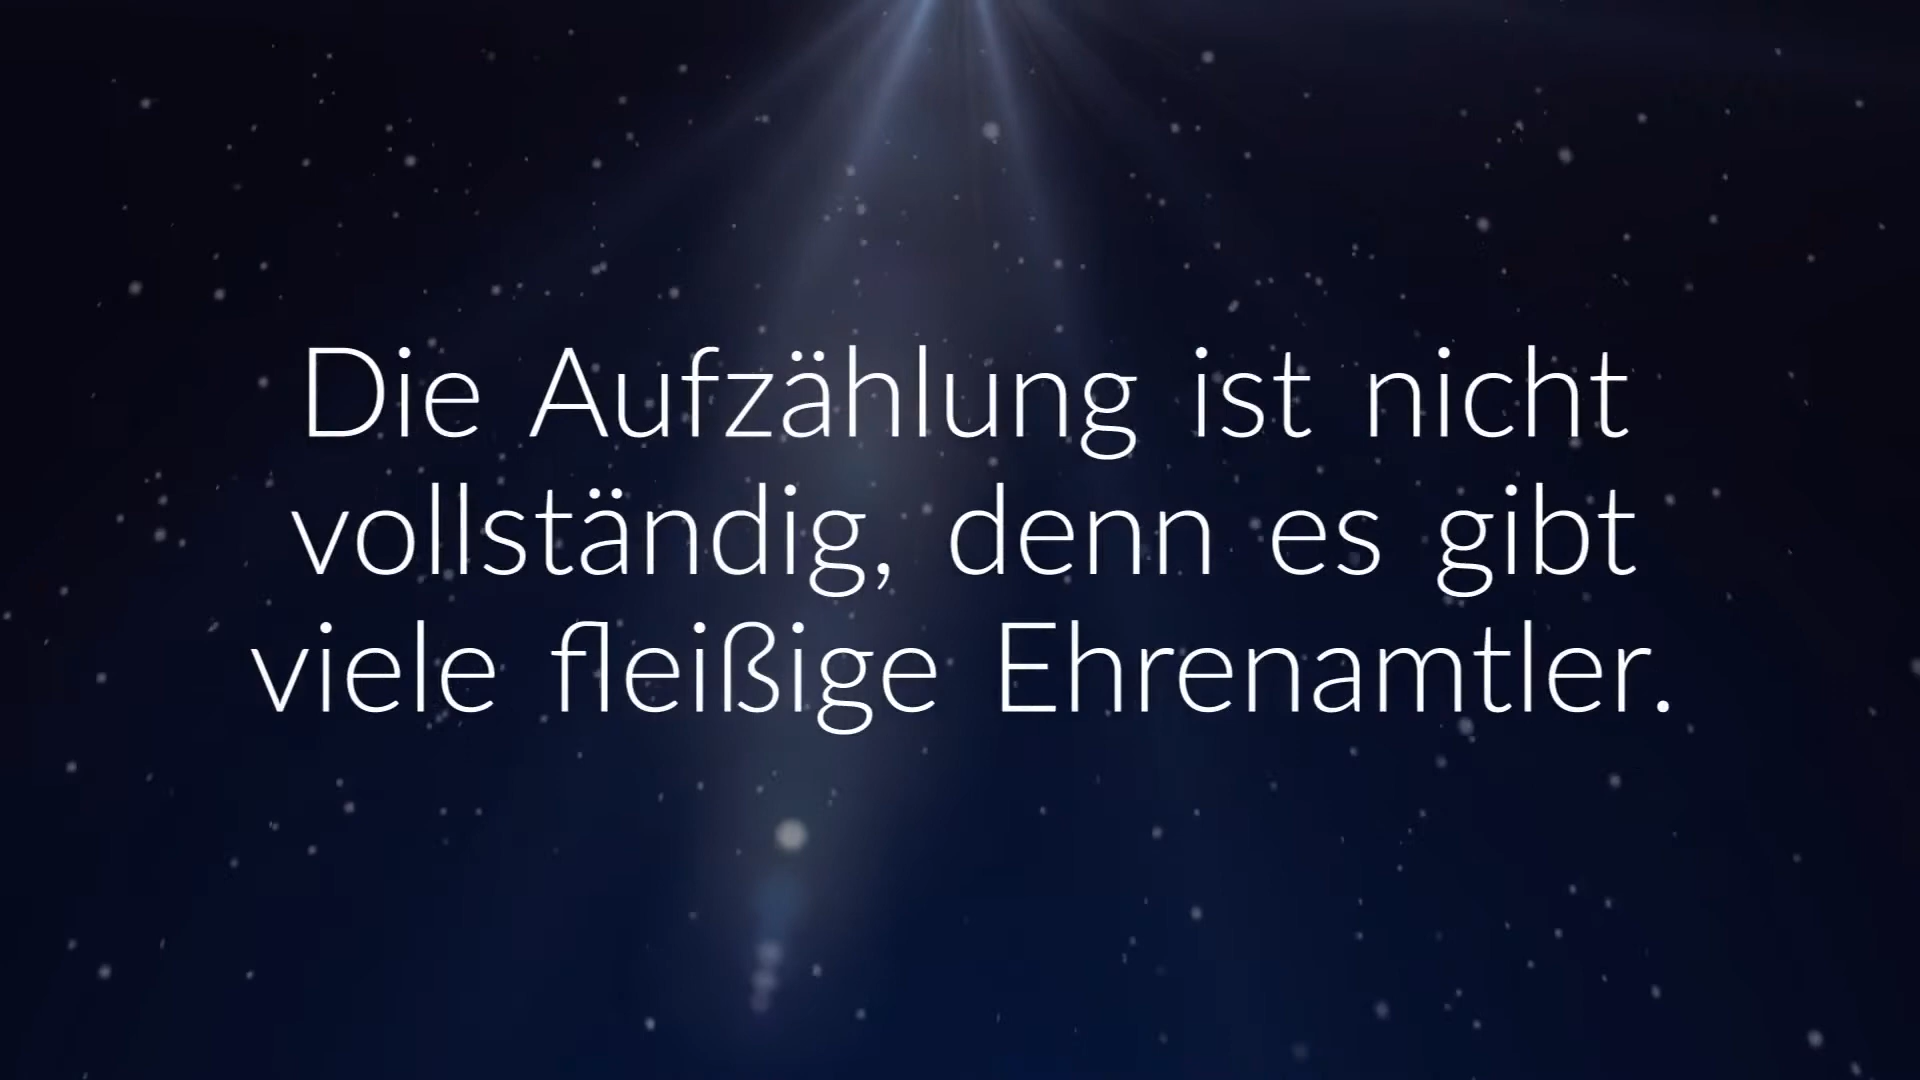 Die Aufzählung ist nicht
vollständig, denn es gibt
viele fleißige Ehrenamtler.